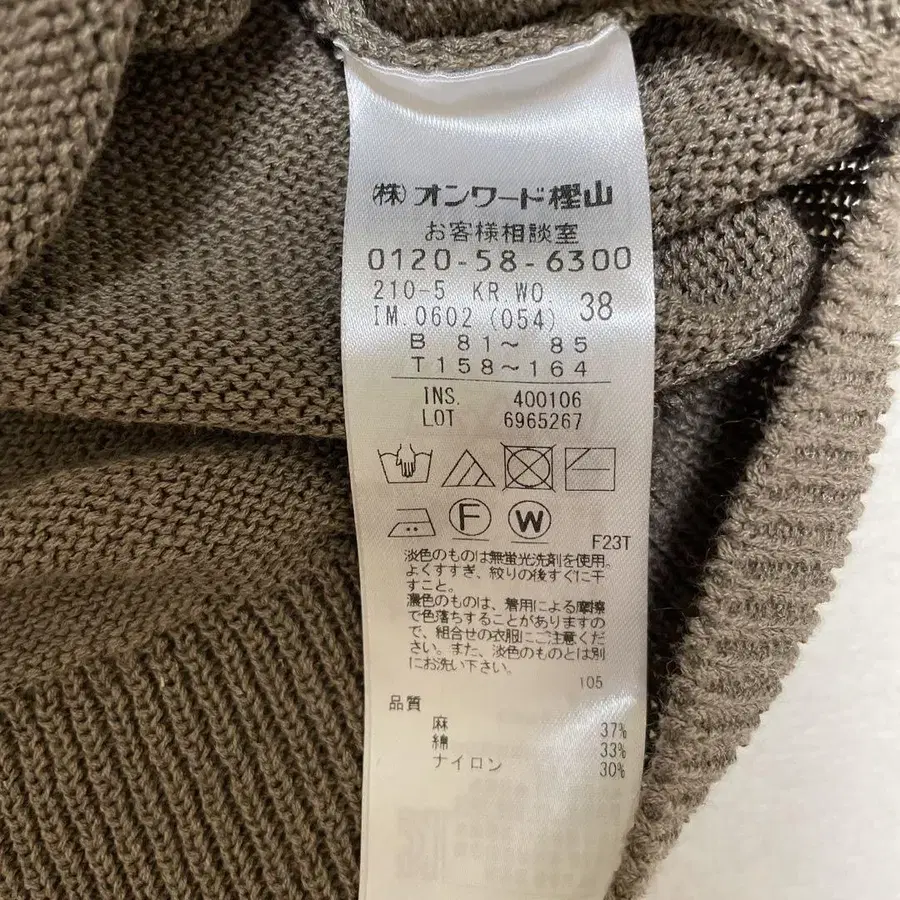 (株)オンワード樫山
お客様相談室
0120-58-6300
210-5 KR.WO. 38
IM.0602 (054)
B 81〜 85
T158〜164
INS. 400106
LOT 6965267
F W
F23T
淡色のものは無蛍光洗剤を使用。
よくすすぎ、絞りの後すぐに干
すこと。
濃色のものは、着用による摩擦
で色落ちすることがありますの
で、組合せの衣服にご注意くだ
さい。また、淡色のものとは別
にお洗い下さい。
105
品質
麻 37%
綿 33%
ナイロン 30%